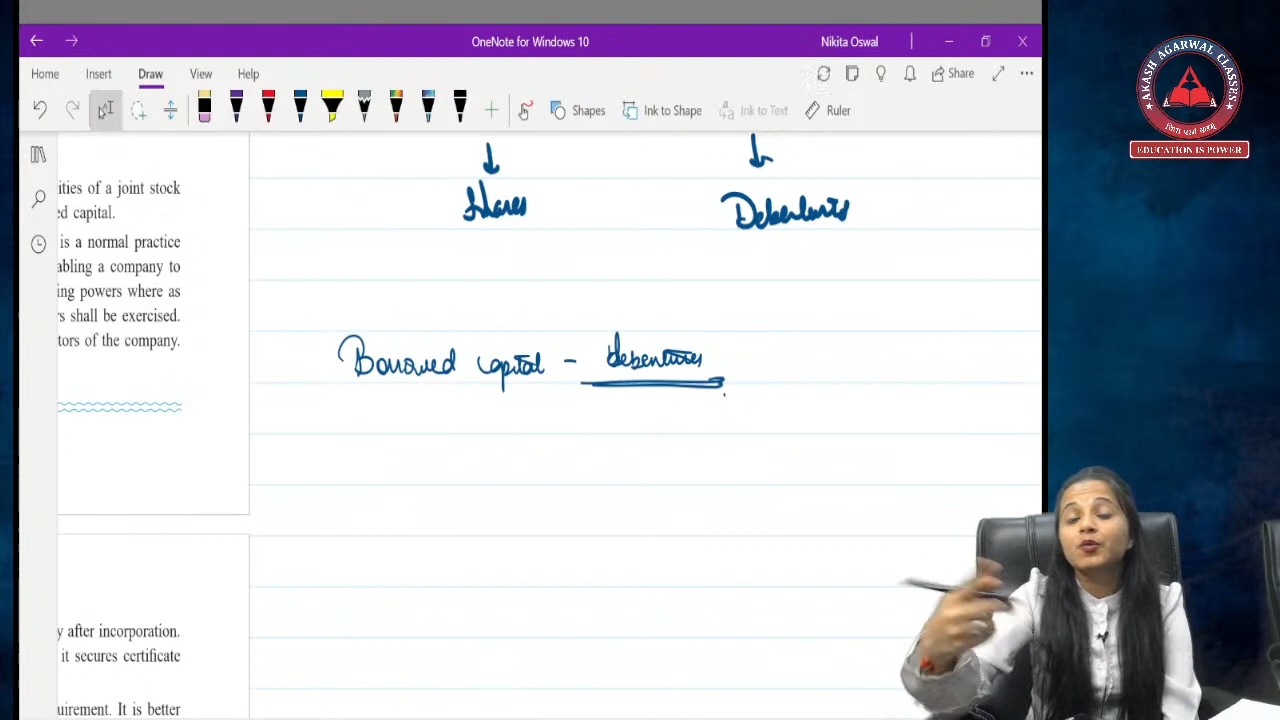 OneNote for Windows 10
Nikita Oswal
Home Insert Draw View Help
Share
Shapes Ink to Shape Ink to Text Ruler
ities of a joint stock
ed capital.
is a normal practice
abling a company to
ing powers where as
rs shall be exercised.
tors of the company.
Shares
Debentures
Borrowed capital - debentures
y after incorporation.
it secures certificate
uirement. It is better
AKASH AGARWAL CLASSES
EDUCATION IS POWER